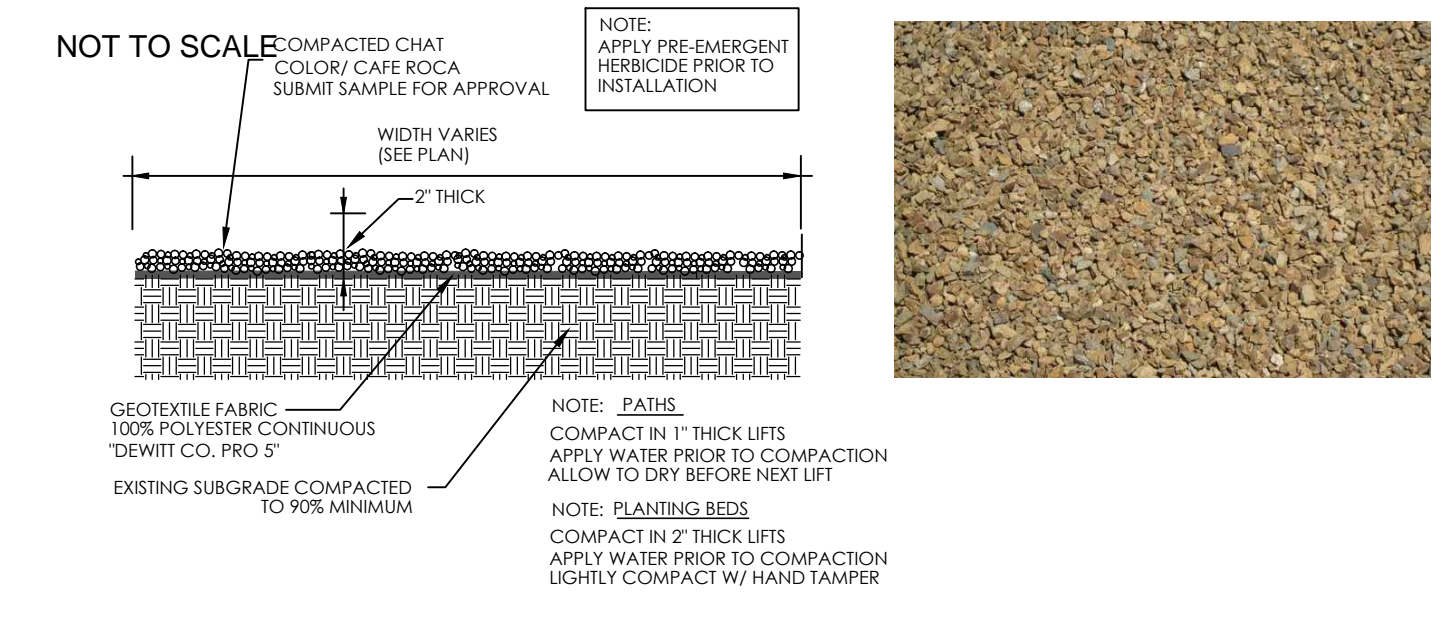 NOT TO SCALE
COMPACTED CHAT
COLOR/ CAFE ROCA
SUBMIT SAMPLE FOR APPROVAL
NOTE:
APPLY PRE-EMERGENT
HERBICIDE PRIOR TO
INSTALLATION
WIDTH VARIES
(SEE PLAN)
2" THICK
GEOTEXTILE FABRIC
100% POLYESTER CONTINUOUS
"DEWITT CO. PRO 5"
EXISTING SUBGRADE COMPACTED
TO 90% MINIMUM
NOTE: PATHS
COMPACT IN 1" THICK LIFTS
APPLY WATER PRIOR TO COMPACTION
ALLOW TO DRY BEFORE NEXT LIFT
NOTE: PLANTING BEDS
COMPACT IN 2" THICK LIFTS
APPLY WATER PRIOR TO COMPACTION
LIGHTLY COMPACT W/ HAND TAMPER